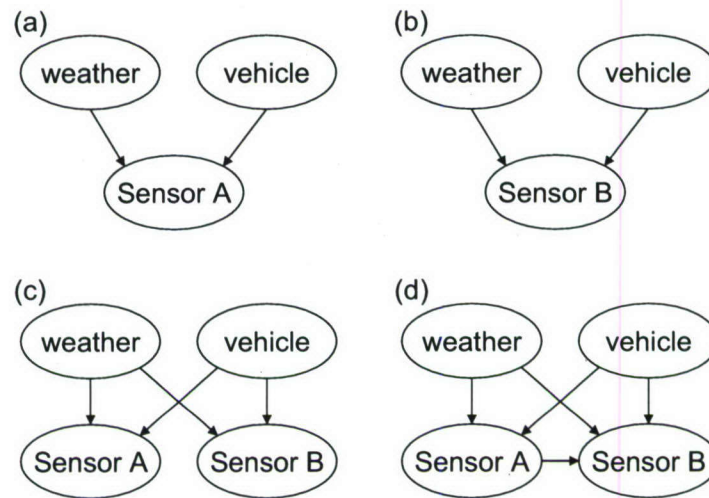 (a)
weather vehicle
Sensor A
(b)
weather vehicle
Sensor B
(c)
weather vehicle
Sensor A Sensor B
(d)
weather vehicle
Sensor A Sensor B